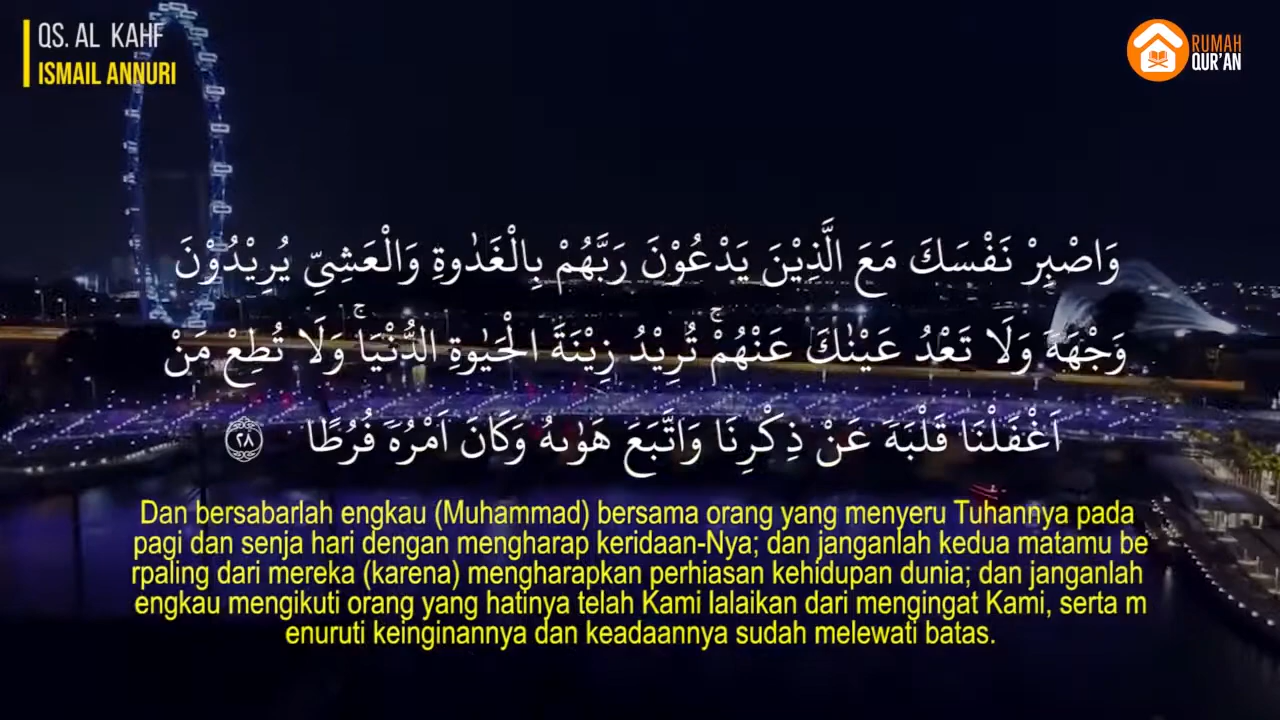 QS. AL KAHF
ISMAIL ANNURI
RUMAH
QUR'AN
وَاصْبِرْ نَفْسَكَ مَعَ الَّذِيْنَ يَدْعُوْنَ رَبَّهُمْ بِالْغَدٰوةِ وَالْعَشِيِّ يُرِيْدُوْنَ
وَجْهَهٗ وَلَا تَعْدُ عَيْنٰكَ عَنْهُمْۚ تُرِيْدُ زِيْنَةَ الْحَيٰوةِ الدُّنْيَاۚ وَلَا تُطِعْ مَنْ
اَغْفَلْنَا قَلْبَهٗ عَنْ ذِكْرِنَا وَاتَّبَعَ هَوٰىهُ وَكَانَ اَمْرُهٗ فُرُطًا ٢٨
Dan bersabarlah engkau (Muhammad) bersama orang yang menyeru Tuhannya pada
pagi dan senja hari dengan mengharap keridaan-Nya; dan janganlah kedua matamu be
rpaling dari mereka (karena) mengharapkan perhiasan kehidupan dunia; dan janganlah
engkau mengikuti orang yang hatinya telah Kami lalaikan dari mengingat Kami, serta m
enuruti keinginannya dan keadaannya sudah melewati batas.